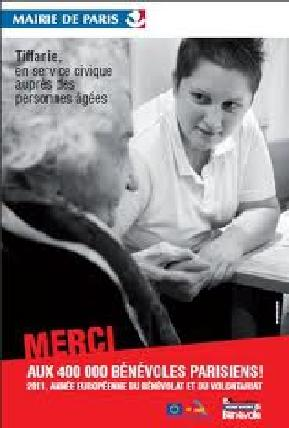 MAIRIE DE PARIS
Tiffanie,
en service civique
auprès des
personnes âgées
MERCI
AUX 400 000 BÉNÉVOLES PARISIENS!
2011, ANNÉE EUROPÉENNE DU BÉNÉVOLAT ET DU VOLONTARIAT
Bénévole